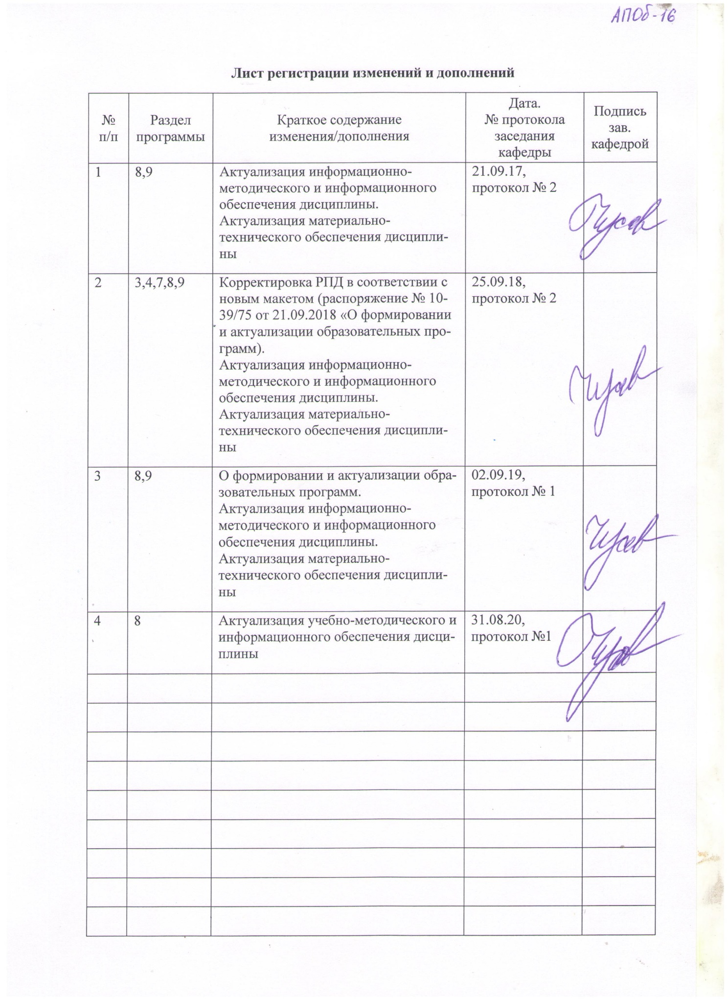 АПОб-16
Лист регистрации изменений и дополнений
№
п/п
Раздел
программы
Краткое содержание
изменения/дополнения
Дата.
№ протокола
заседания
кафедры
Подпись
зав.
кафедрой
1
8,9
Актуализация информационно-
методического и информационного
обеспечения дисциплины.
Актуализация материально-
технического обеспечения дисципли-
ны
21.09.17,
протокол № 2
2
3,4,7,8,9
Корректировка РПД в соответствии с
новым макетом (распоряжение № 10-
39/75 от 21.09.2018 «О формировании
и актуализации образовательных про-
грамм).
Актуализация информационно-
методического и информационного
обеспечения дисциплины.
Актуализация материально-
технического обеспечения дисципли-
ны
25.09.18,
протокол № 2
3
8,9
О формировании и актуализации обра-
зовательных программ.
Актуализация информационно-
методического и информационного
обеспечения дисциплины.
Актуализация материально-
технического обеспечения дисципли-
ны
02.09.19,
протокол № 1
4
8
Актуализация учебно-методического и
информационного обеспечения дисци-
плины
31.08.20,
протокол №1